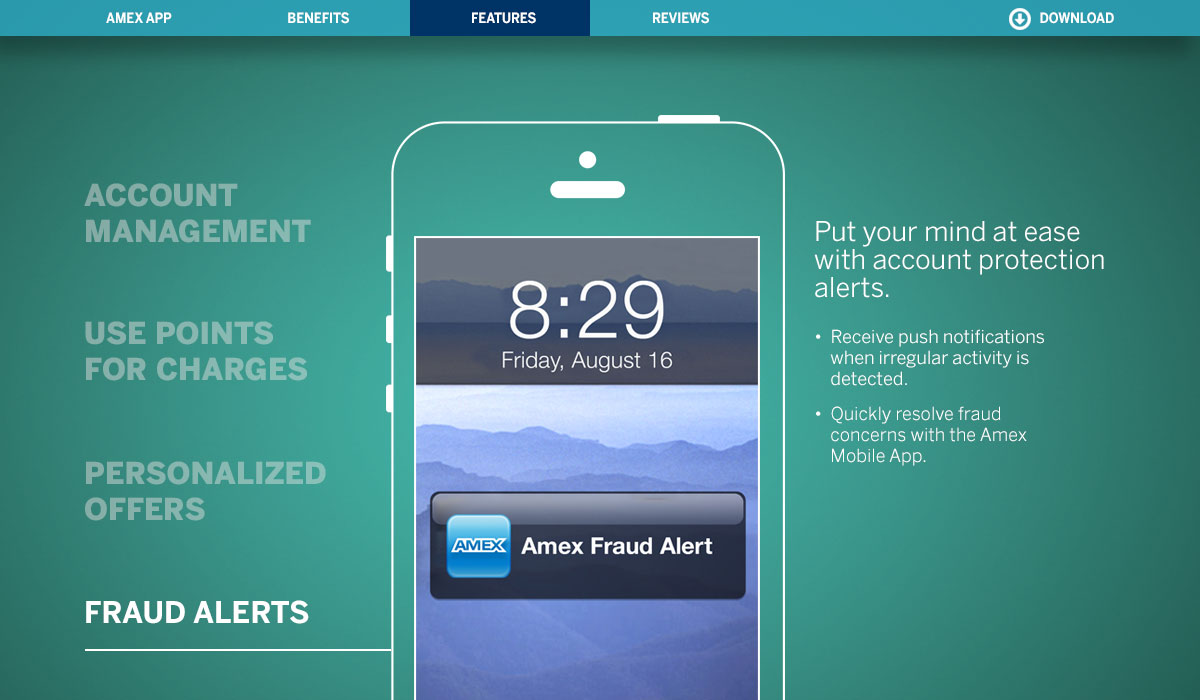 AMEX APP
BENEFITS
FEATURES
REVIEWS
DOWNLOAD
ACCOUNT
MANAGEMENT
USE POINTS
FOR CHARGES
PERSONALIZED
OFFERS
FRAUD ALERTS
8:29
Friday, August 16
AMEX
Amex Fraud Alert
Put your mind at ease
with account protection
alerts.
• Receive push notifications
when irregular activity is
detected.
• Quickly resolve fraud
concerns with the Amex
Mobile App.